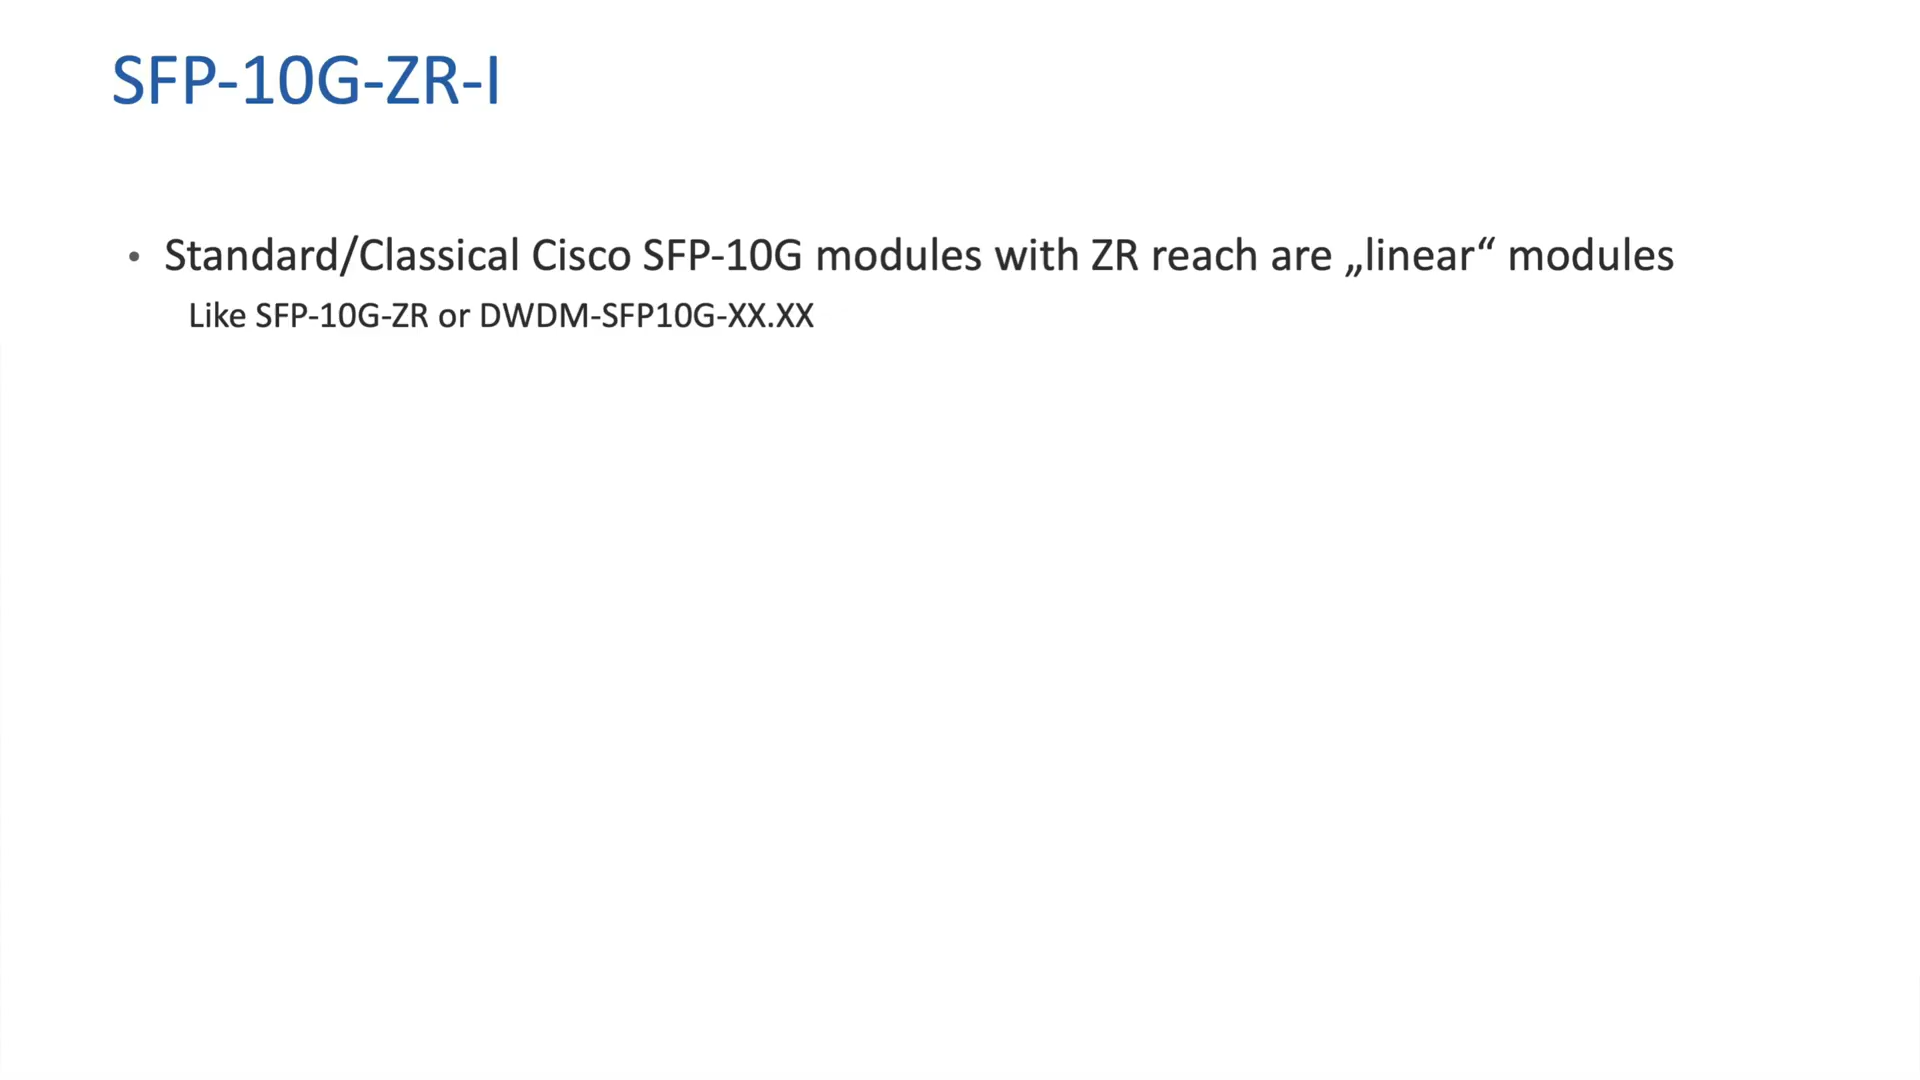 SFP-10G-ZR-I
• Standard/Classical Cisco SFP-10G modules with ZR reach are „linear“ modules
Like SFP-10G-ZR or DWDM-SFP10G-XX.XX